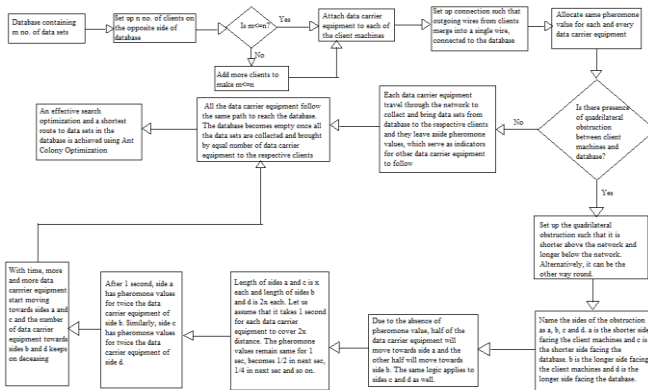 Database containing
m no. of data sets
Set up n no. of clients on
the opposite side of
database
Is m<=n?
Yes
No
Add more clients to
make m<=n
Attach data carrier
equipment to each of
the client machines
Set up connection such that
outgoing wires from clients
merge into a single wire,
connected to the database
Allocate same pheromone
value for each and every
data carrier equipment
Is there presence
of quadrilateral
obstruction
between client
machines and
database?
No
Yes
Each data carrier equipment
travel through the network to
collect and bring data sets from
database to the respective clients
and they leave aside pheromone
values, which serve as indicators
for other data carrier equipment
to follow
All the data carrier equipment follow
the same path to reach the database.
The database becomes empty once all
the data sets are collected and brought
by equal number of data carrier
equipment to the respective clients
An effective search
optimization and a shortest
route to data sets in the
database is achieved using Ant
Colony Optimization
Set up the quadrilateral
obstruction such that it is
shorter above the network and
longer below the network.
Alternatively, it can be the
other way round.
Name the sides of the obstruction
as a, b, c and d. a is the shorter side
facing the client machines and c is
the shorter side facing the
database. b is the longer side facing
the client machines and d is the
longer side facing the database.
Due to the absence of
pheromone value, half of the
data carrier equipment will
move towards side a and the
other half will move towards
side b. The same logic applies to
sides c and d as well.
Length of sides a and c is x
each and length of sides b
and d is 2x each. Let us
assume that it takes 1 second
for each data carrier
equipment to cover 2x
distance. The pheromone
values remain same for 1
sec, becomes 1/2 in next sec,
1/4 in next sec and so on.
After 1 second, side a
has pheromone values
for twice the data
carrier equipment of
side b. Similarly, side c
has pheromone values
for twice the data
carrier equipment of
side d.
With time, more
and more data
carrrier equipment
start moving
towards sides a and
c and the number of
data carrier
equipment towards
sides b and d keeps
on deceasing